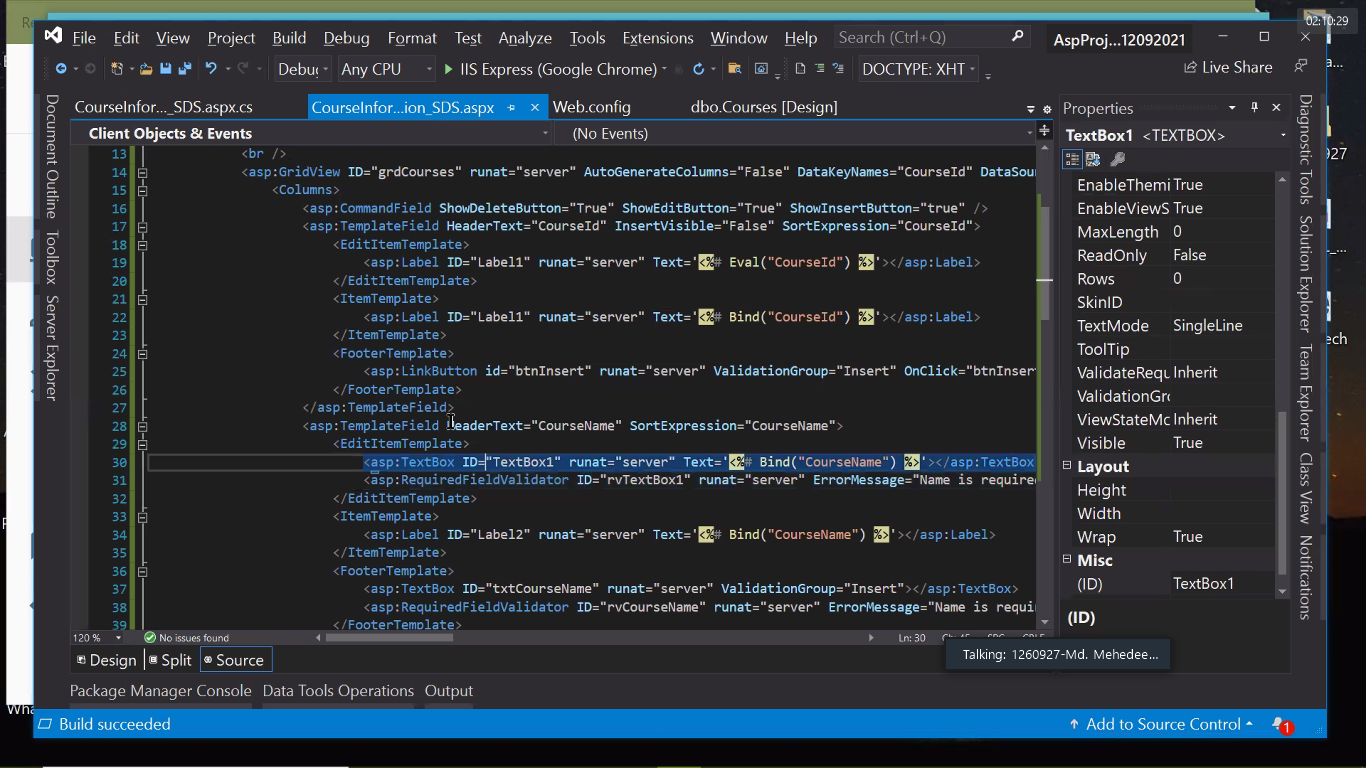 02:10:29
File Edit View Project Build Debug Format Test Analyze Tools Extensions Window Help Search (Ctrl+Q) AspProj...12092021
Debug Any CPU IIS Express (Google Chrome) DOCTYPE: XHT Live Share
CourseInfor..._SDS.aspx.cs CourseInfor...ion_SDS.aspx Web.config dbo.Courses [Design]
Client Objects & Events (No Events)
13 <br />
14 <asp:GridView ID="grdCourses" runat="server" AutoGenerateColumns="False" DataKeyNames="CourseId" DataSour
15 <Columns>
16 <asp:CommandField ShowDeleteButton="True" ShowEditButton="True" ShowInsertButton="true" />
17 <asp:TemplateField HeaderText="CourseId" InsertVisible="False" SortExpression="CourseId">
18 <EditItemTemplate>
19 <asp:Label ID="Label1" runat="server" Text='<%# Eval("CourseId") %>'></asp:Label>
20 </EditItemTemplate>
21 <ItemTemplate>
22 <asp:Label ID="Label1" runat="server" Text='<%# Bind("CourseId") %>'></asp:Label>
23 </ItemTemplate>
24 <FooterTemplate>
25 <asp:LinkButton id="btnInsert" runat="server" ValidationGroup="Insert" OnClick="btnInsert
26 </FooterTemplate>
27 </asp:TemplateField>
28 <asp:TemplateField HeaderText="CourseName" SortExpression="CourseName">
29 <EditItemTemplate>
30 <asp:TextBox ID="TextBox1" runat="server" Text='<%# Bind("CourseName") %>'></asp:TextBox
31 <asp:RequiredFieldValidator ID="rvTextBox1" runat="server" ErrorMessage="Name is require
32 </EditItemTemplate>
33 <ItemTemplate>
34 <asp:Label ID="Label2" runat="server" Text='<%# Bind("CourseName") %>'></asp:Label>
35 </ItemTemplate>
36 <FooterTemplate>
37 <asp:TextBox ID="txtCourseName" runat="server" ValidationGroup="Insert"></asp:TextBox>
38 <asp:RequiredFieldValidator ID="rvCourseName" runat="server" ErrorMessage="Name is requi
39 </FooterTemplate>
120 % No issues found Ln: 30
Design Split Source
Package Manager Console Data Tools Operations Output
Build succeeded Add to Source Control 1
Document Outline
Toolbox
Server Explorer
Properties
TextBox1 <TEXTBOX>
EnableThemi True
EnableViewS True
MaxLength 0
ReadOnly False
Rows 0
SkinID
TextMode SingleLine
ToolTip
ValidateRequ Inherit
ValidationGr
ViewStateMo Inherit
Visible True
Layout
Height
Width
Wrap True
Misc
(ID) TextBox1
(ID)
Talking: 1260927-Md. Mehedee...
Diagnostic Tools
Solution Explorer
Team Explorer
Class View
Notifications